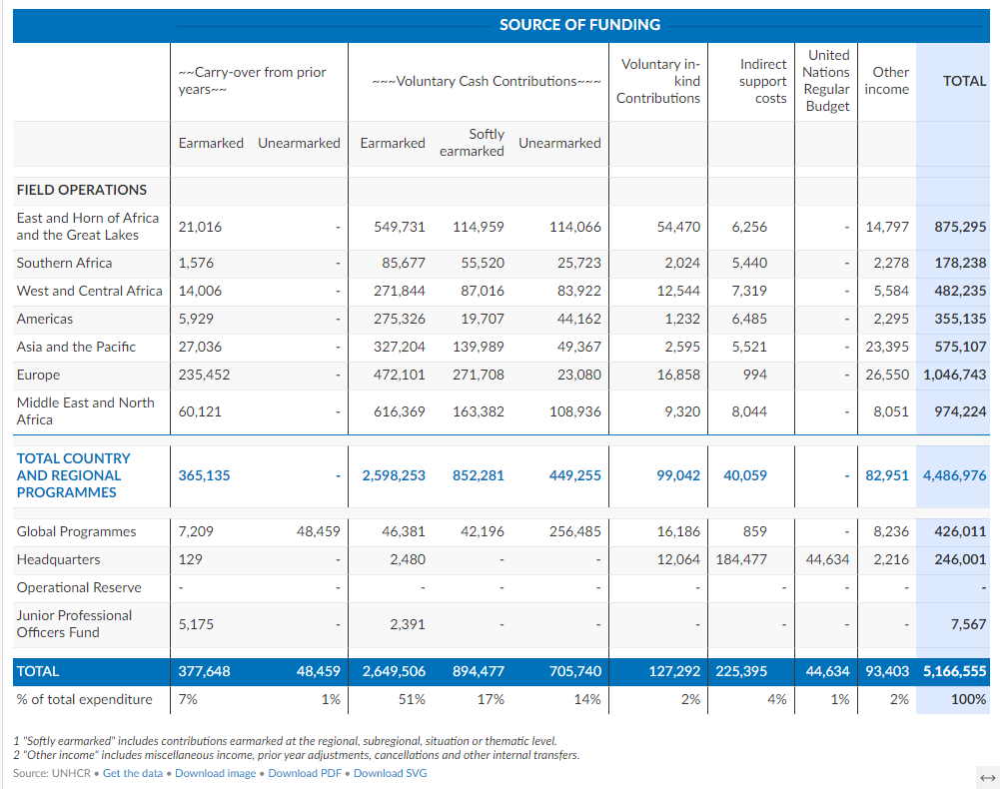 SOURCE OF FUNDING
~~Carry-over from prior years~~ ~~~Voluntary Cash Contributions~~~ Voluntary in-kind Contributions Indirect support costs United Nations Regular Budget Other income TOTAL
Earmarked Unearmarked Earmarked Softly earmarked Unearmarked
FIELD OPERATIONS
East and Horn of Africa and the Great Lakes 21,016 - 549,731 114,959 114,066 54,470 6,256 - 14,797 875,295
Southern Africa 1,576 - 85,677 55,520 25,723 2,024 5,440 - 2,278 178,238
West and Central Africa 14,006 - 271,844 87,016 83,922 12,544 7,319 - 5,584 482,235
Americas 5,929 - 275,326 19,707 44,162 1,232 6,485 - 2,295 355,135
Asia and the Pacific 27,036 - 327,204 139,989 49,367 2,595 5,521 - 23,395 575,107
Europe 235,452 - 472,101 271,708 23,080 16,858 994 - 26,550 1,046,743
Middle East and North Africa 60,121 - 616,369 163,382 108,936 9,320 8,044 - 8,051 974,224
TOTAL COUNTRY AND REGIONAL PROGRAMMES 365,135 - 2,598,253 852,281 449,255 99,042 40,059 - 82,951 4,486,976
Global Programmes 7,209 48,459 46,381 42,196 256,485 16,186 859 - 8,236 426,011
Headquarters 129 - 2,480 - - 12,064 184,477 44,634 2,216 246,001
Operational Reserve - - - - - - - - - -
Junior Professional Officers Fund 5,175 - 2,391 - - - - - - 7,567
TOTAL 377,648 48,459 2,649,506 894,477 705,740 127,292 225,395 44,634 93,403 5,166,555
% of total expenditure 7% 1% 51% 17% 14% 2% 4% 1% 2% 100%
1 "Softly earmarked" includes contributions earmarked at the regional, subregional, situation or thematic level.
2 "Other income" includes miscellaneous income, prior year adjustments, cancellations and other internal transfers.
Source: UNHCR • Get the data • Download image • Download PDF • Download SVG